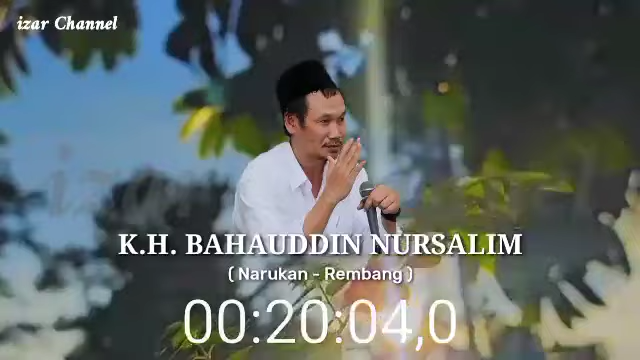 izar Channel
K.H. BAHAUDDIN NURSALIM
( Narukan - Rembang )
00:20:04,0